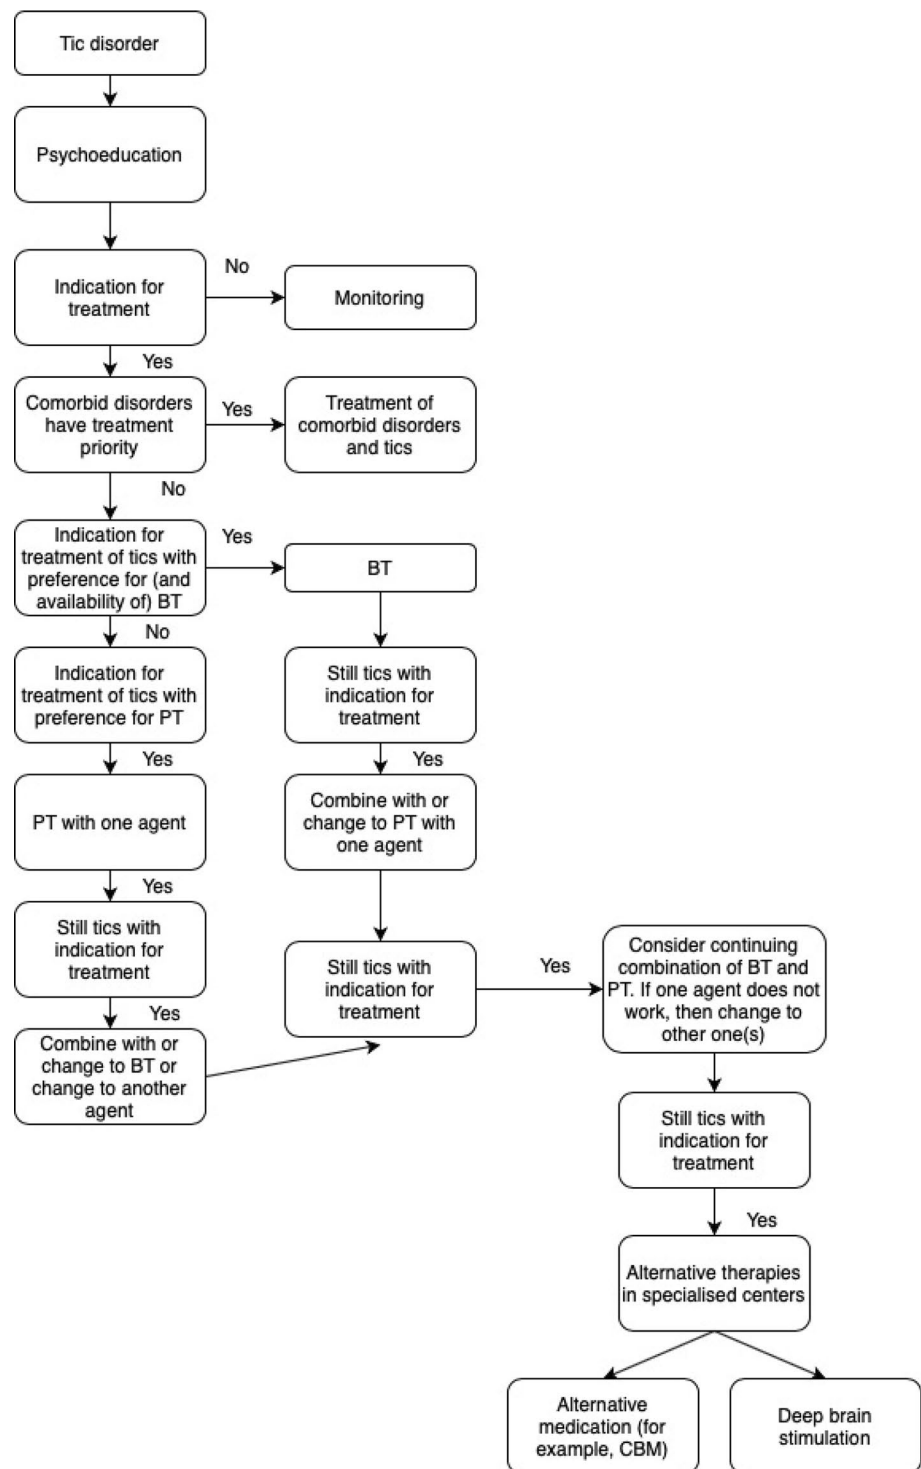 Tic disorder
Psychoeducation
Indication for
treatment
No
Monitoring
Yes
Comorbid disorders
have treatment
priority
Yes
Treatment of
comorbid disorders
and tics
No
Indication for
treatment of tics with
preference for (and
availability of) BT
Yes
BT
No
Indication for
treatment of tics with
preference for PT
Still tics with
indication for
treatment
Yes
Yes
PT with one agent
Combine with or
change to PT with
one agent
Yes
Still tics with
indication for
treatment
Still tics with
indication for
treatment
Yes
Consider continuing
combination of BT and
PT. If one agent does not
work, then change to
other one(s)
Yes
Combine with or
change to BT or
change to another
agent
Still tics with
indication for
treatment
Yes
Alternative therapies
in specialised centers
Alternative
medication (for
example, CBM)
Deep brain
stimulation